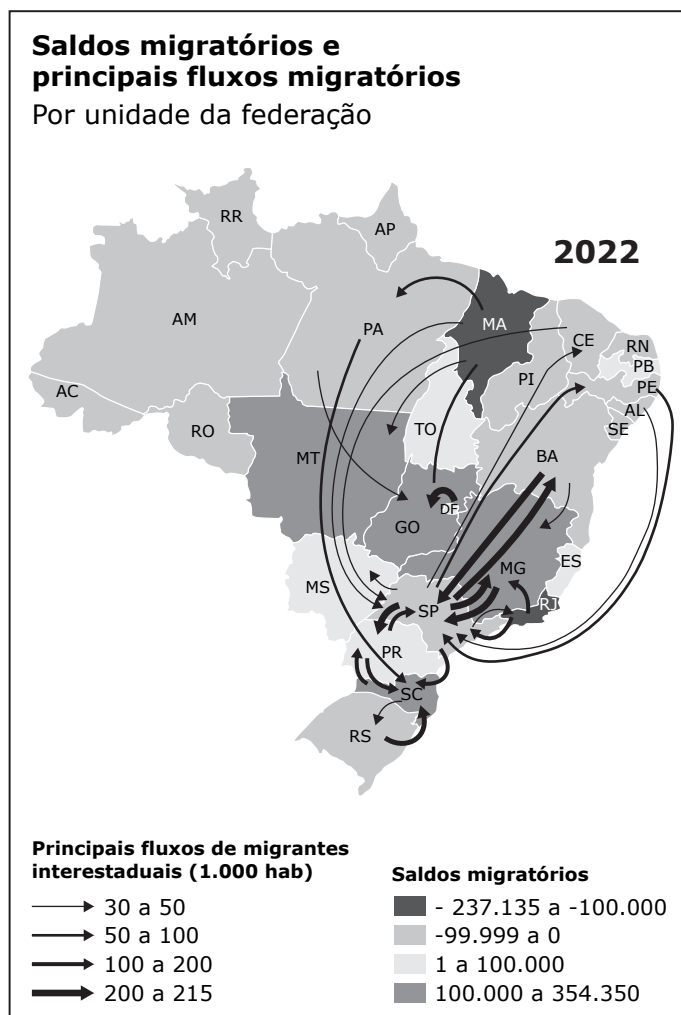 Saldos migratórios e
principais fluxos migratórios
Por unidade da federação
2022
RR
AP
AM
PA
MA
CE
RN
PB
PE
PI
AL
SE
AC
RO
TO
BA
MT
DF
GO
MG
ES
MS
SP
RJ
PR
SC
RS
Principais fluxos de migrantes
interestaduais (1.000 hab)
30 a 50
50 a 100
100 a 200
200 a 215
Saldos migratórios
- 237.135 a -100.000
-99.999 a 0
1 a 100.000
100.000 a 354.350